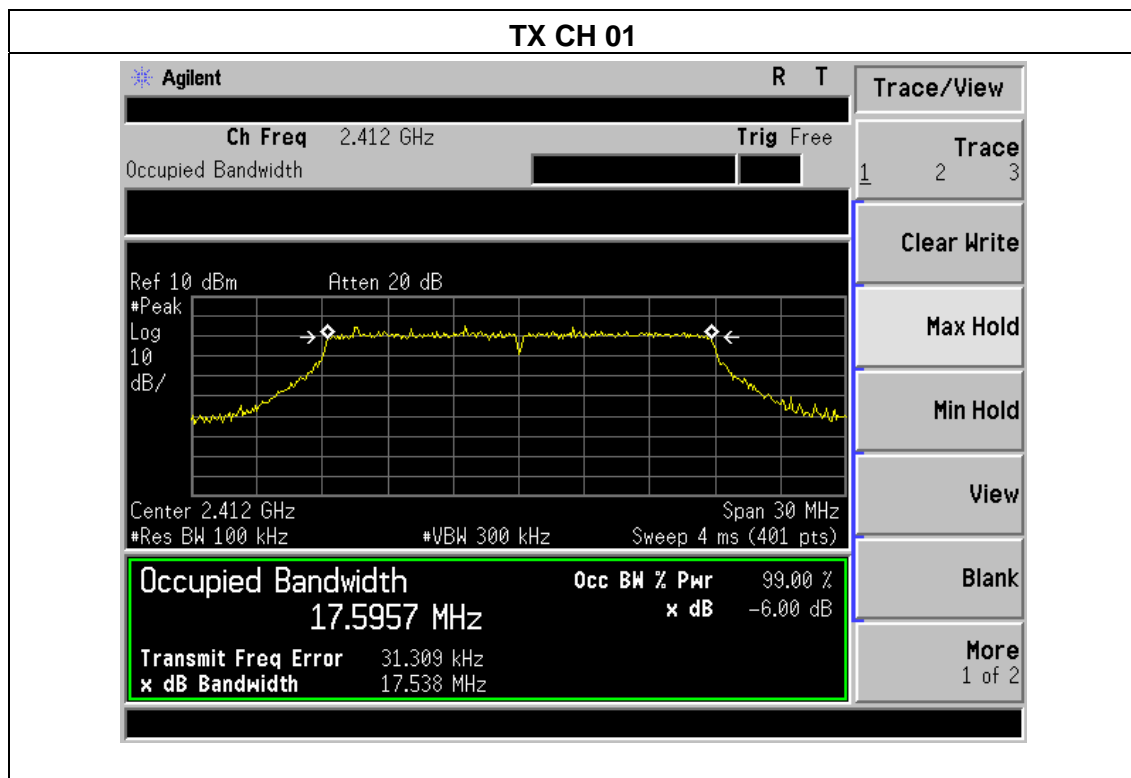 TX CH 01
Agilent R T
Trace/View
Ch Freq 2.412 GHz Trig Free
Occupied Bandwidth
Trace
1 2 3
Clear Write
Max Hold
Min Hold
View
Blank
More
1 of 2
Ref 10 dBm Atten 20 dB
#Peak
Log
10
dB/
Center 2.412 GHz Span 30 MHz
#Res BW 100 kHz #VBW 300 kHz Sweep 4 ms (401 pts)
Occupied Bandwidth Occ BW % Pwr 99.00 %
17.5957 MHz x dB -6.00 dB
Transmit Freq Error 31.309 kHz
x dB Bandwidth 17.538 MHz